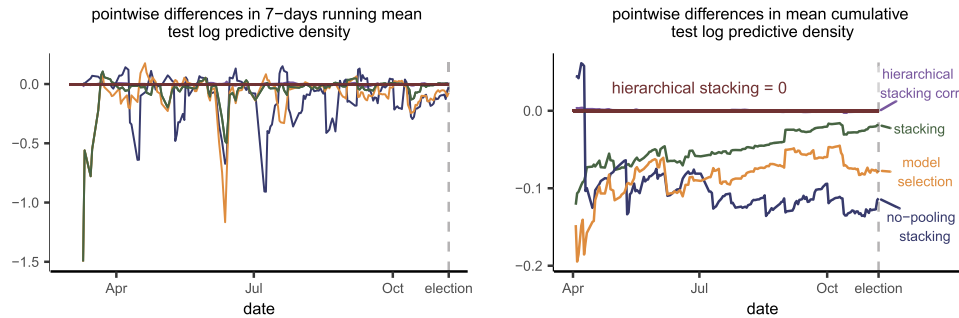 pointwise differences in 7−days running mean
test log predictive density
0.0
−0.5
−1.0
−1.5
Apr
Jul
Oct
election
date
pointwise differences in mean cumulative
test log predictive density
0.0
−0.1
−0.2
hierarchical stacking = 0
hierarchical
stacking corr
stacking
model
selection
no−pooling
stacking
Apr
Jul
Oct
election
date